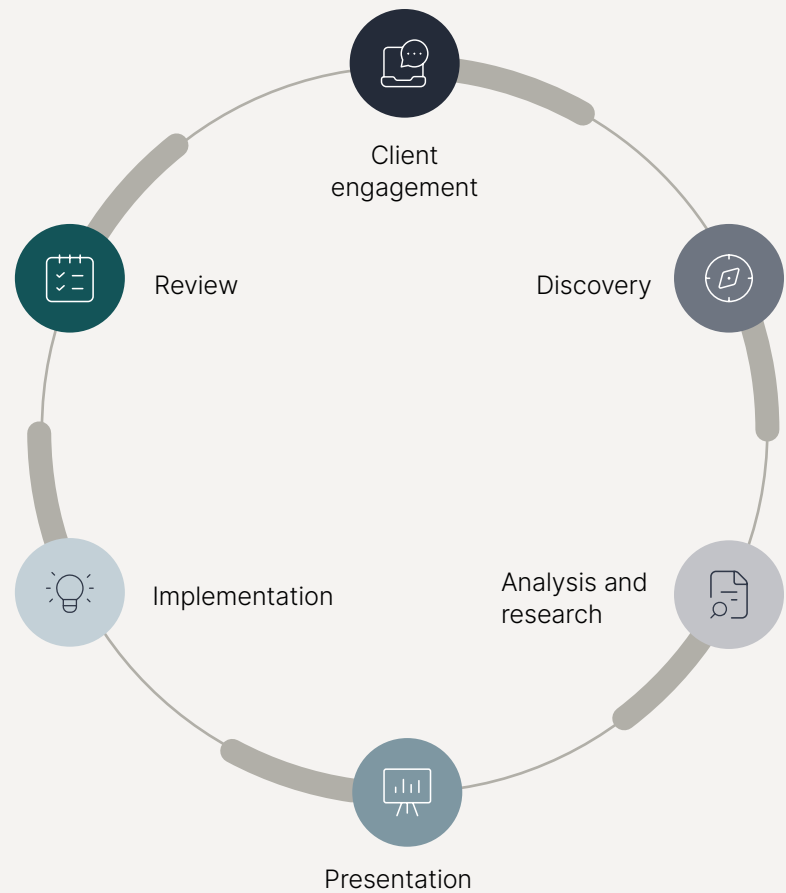 Client
engagement
Review
Discovery
Implementation
Analysis and
research
Presentation